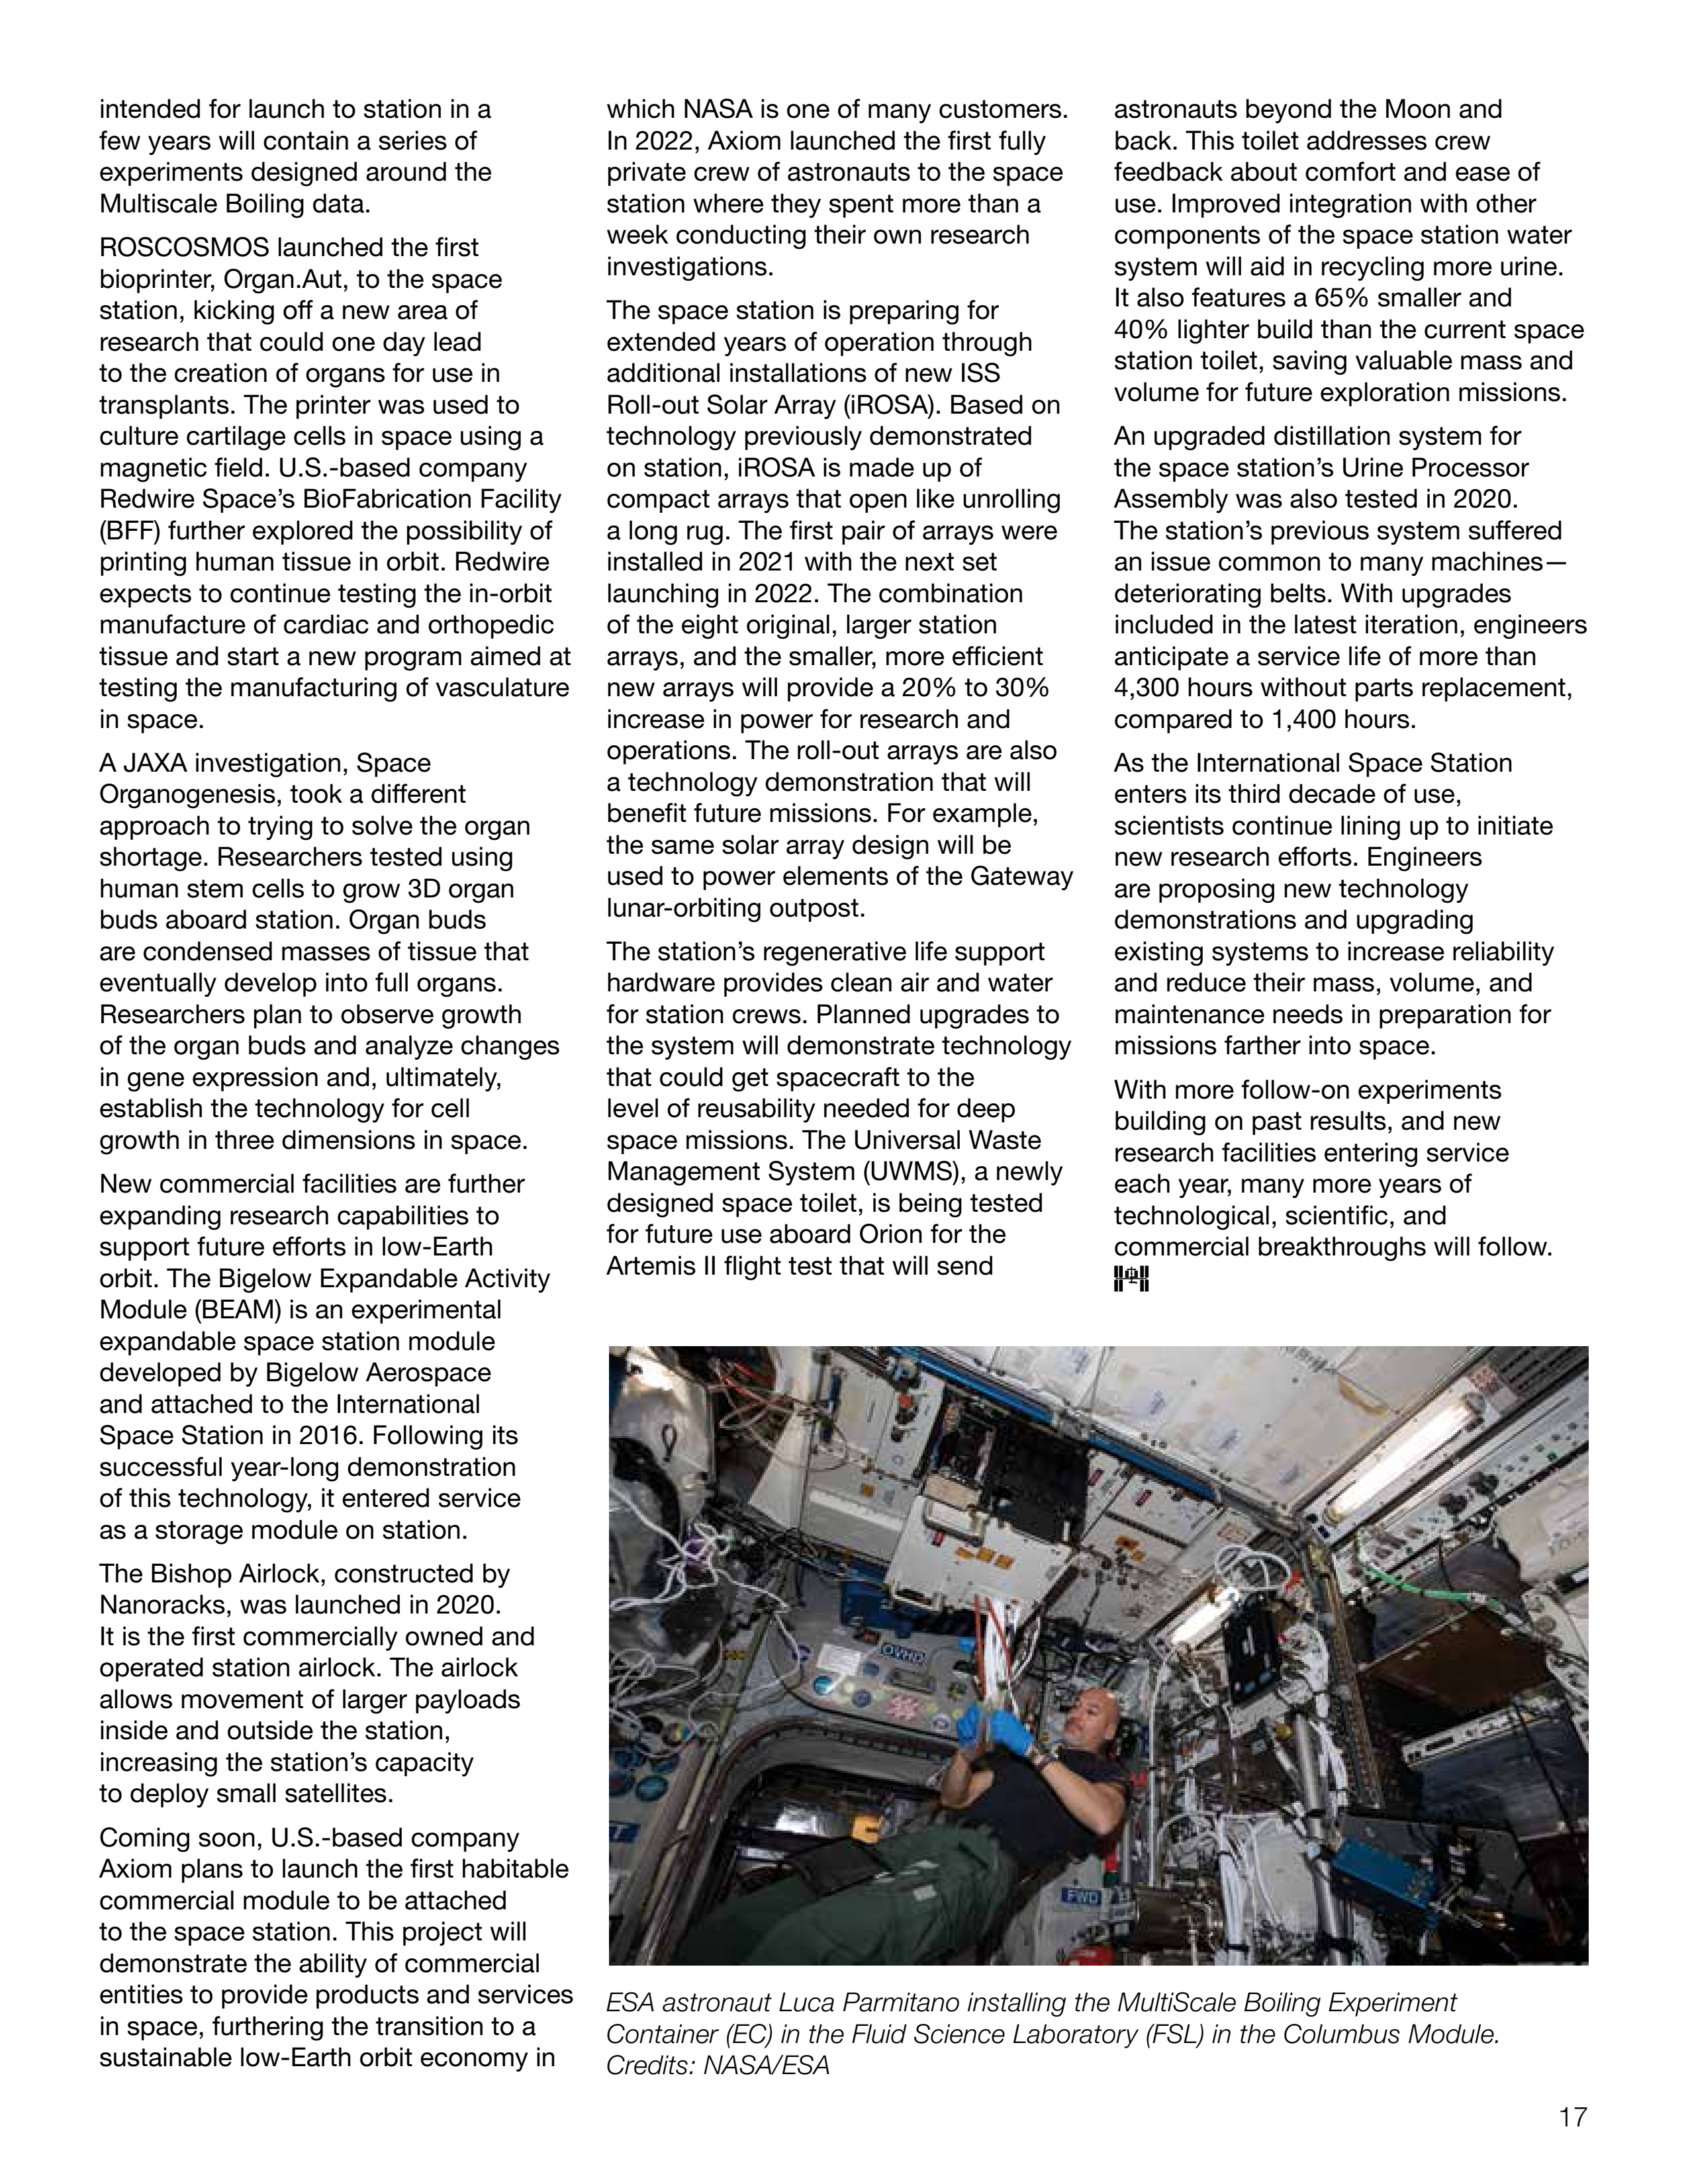 intended for launch to station in a
few years will contain a series of
experiments designed around the
Multiscale Boiling data.
ROSCOSMOS launched the first
bioprinter, Organ.Aut, to the space
station, kicking off a new area of
research that could one day lead
to the creation of organs for use in
transplants. The printer was used to
culture cartilage cells in space using a
magnetic field. U.S.-based company
Redwire Space’s BioFabrication Facility
(BFF) further explored the possibility of
printing human tissue in orbit. Redwire
expects to continue testing the in-orbit
manufacture of cardiac and orthopedic
tissue and start a new program aimed at
testing the manufacturing of vasculature
in space.
A JAXA investigation, Space
Organogenesis, took a different
approach to trying to solve the organ
shortage. Researchers tested using
human stem cells to grow 3D organ
buds aboard station. Organ buds
are condensed masses of tissue that
eventually develop into full organs.
Researchers plan to observe growth
of the organ buds and analyze changes
in gene expression and, ultimately,
establish the technology for cell
growth in three dimensions in space.
New commercial facilities are further
expanding research capabilities to
support future efforts in low-Earth
orbit. The Bigelow Expandable Activity
Module (BEAM) is an experimental
expandable space station module
developed by Bigelow Aerospace
and attached to the International
Space Station in 2016. Following its
successful year-long demonstration
of this technology, it entered service
as a storage module on station.
The Bishop Airlock, constructed by
Nanoracks, was launched in 2020.
It is the first commercially owned and
operated station airlock. The airlock
allows movement of larger payloads
inside and outside the station,
increasing the station’s capacity
to deploy small satellites.
Coming soon, U.S.-based company
Axiom plans to launch the first habitable
commercial module to be attached
to the space station. This project will
demonstrate the ability of commercial
entities to provide products and services
in space, furthering the transition to a
sustainable low-Earth orbit economy in
which NASA is one of many customers.
In 2022, Axiom launched the first fully
private crew of astronauts to the space
station where they spent more than a
week conducting their own research
investigations.
The space station is preparing for
extended years of operation through
additional installations of new ISS
Roll-out Solar Array (iROSA). Based on
technology previously demonstrated
on station, iROSA is made up of
compact arrays that open like unrolling
a long rug. The first pair of arrays were
installed in 2021 with the next set
launching in 2022. The combination
of the eight original, larger station
arrays, and the smaller, more efficient
new arrays will provide a 20% to 30%
increase in power for research and
operations. The roll-out arrays are also
a technology demonstration that will
benefit future missions. For example,
the same solar array design will be
used to power elements of the Gateway
lunar-orbiting outpost.
The station’s regenerative life support
hardware provides clean air and water
for station crews. Planned upgrades to
the system will demonstrate technology
that could get spacecraft to the
level of reusability needed for deep
space missions. The Universal Waste
Management System (UWMS), a newly
designed space toilet, is being tested
for future use aboard Orion for the
Artemis II flight test that will send
astronauts beyond the Moon and
back. This toilet addresses crew
feedback about comfort and ease of
use. Improved integration with other
components of the space station water
system will aid in recycling more urine.
It also features a 65% smaller and
40% lighter build than the current space
station toilet, saving valuable mass and
volume for future exploration missions.
An upgraded distillation system for
the space station’s Urine Processor
Assembly was also tested in 2020.
The station’s previous system suffered
an issue common to many machines—
deteriorating belts. With upgrades
included in the latest iteration, engineers
anticipate a service life of more than
4,300 hours without parts replacement,
compared to 1,400 hours.
As the International Space Station
enters its third decade of use,
scientists continue lining up to initiate
new research efforts. Engineers
are proposing new technology
demonstrations and upgrading
existing systems to increase reliability
and reduce their mass, volume, and
maintenance needs in preparation for
missions farther into space.
With more follow-on experiments
building on past results, and new
research facilities entering service
each year, many more years of
technological, scientific, and
commercial breakthroughs will follow.
OVHD
FWD
ESA astronaut Luca Parmitano installing the MultiScale Boiling Experiment
Container (EC) in the Fluid Science Laboratory (FSL) in the Columbus Module.
Credits: NASA/ESA
17